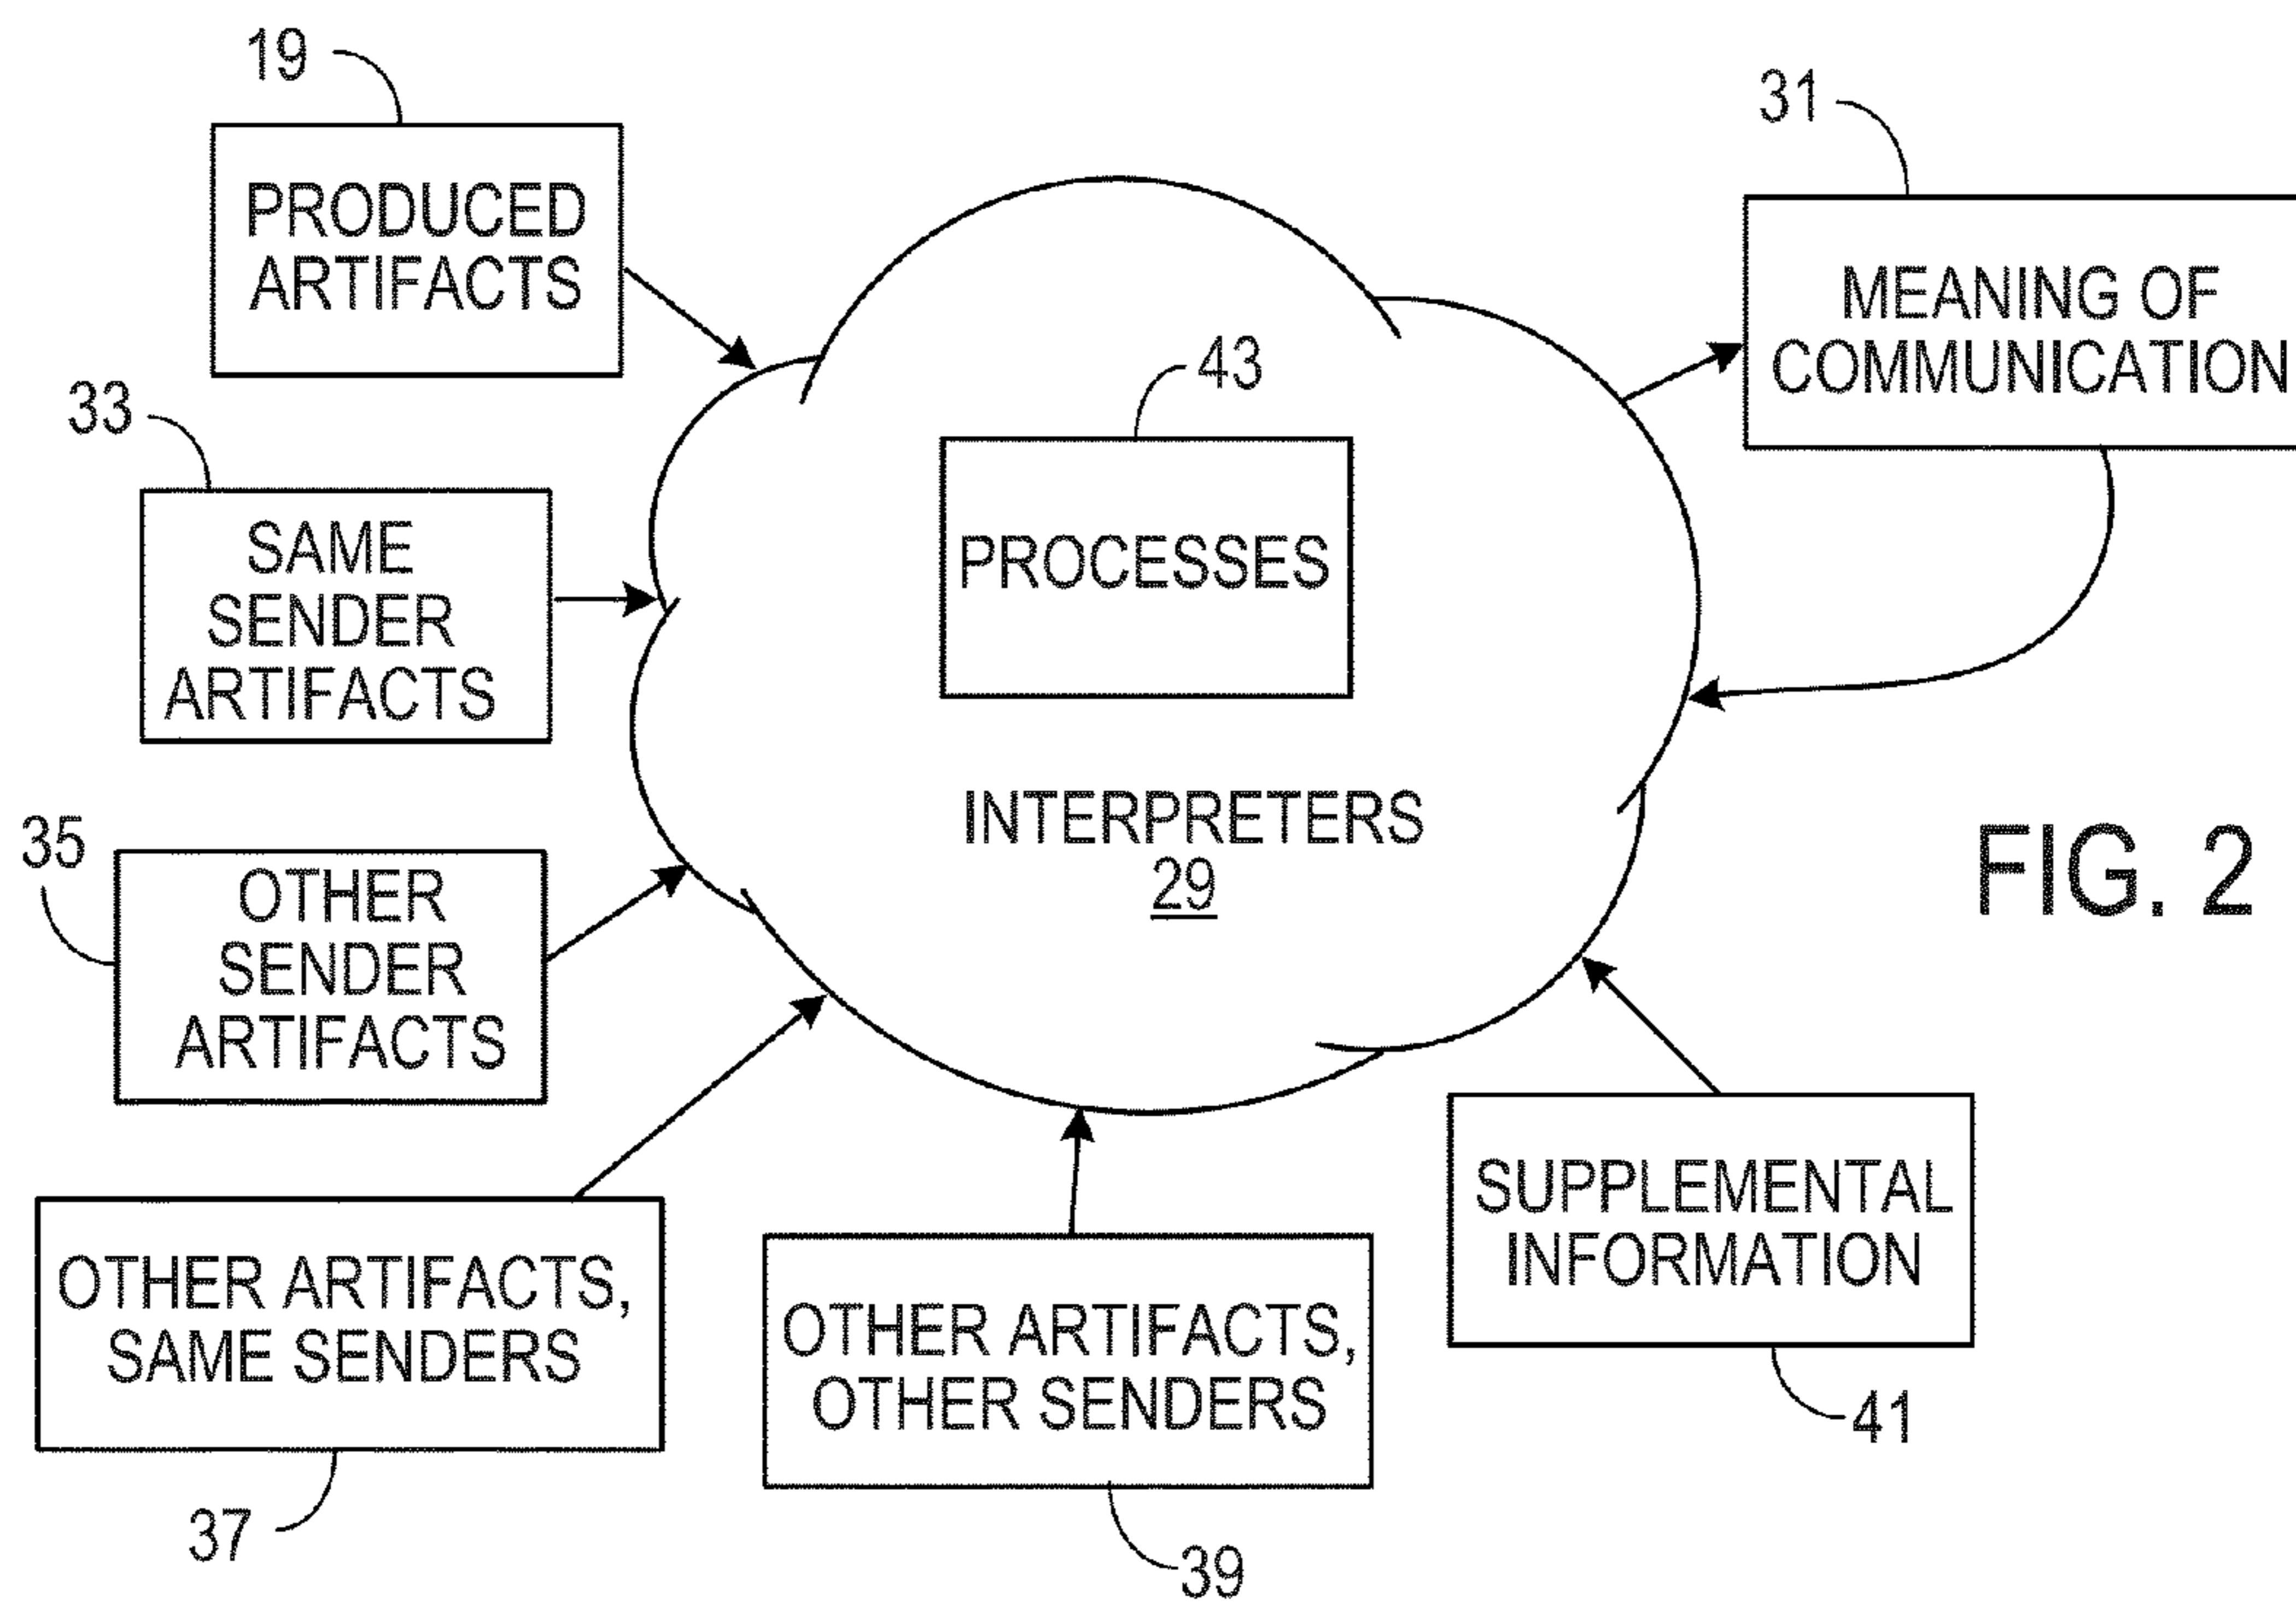 19
PRODUCED
ARTIFACTS
31
MEANING OF
COMMUNICATION
33
SAME
SENDER
ARTIFACTS
43
PROCESSES
INTERPRETERS
29
35
OTHER
SENDER
ARTIFACTS
FIG. 2
OTHER ARTIFACTS,
SAME SENDERS
37
OTHER ARTIFACTS,
OTHER SENDERS
39
SUPPLEMENTAL
INFORMATION
41